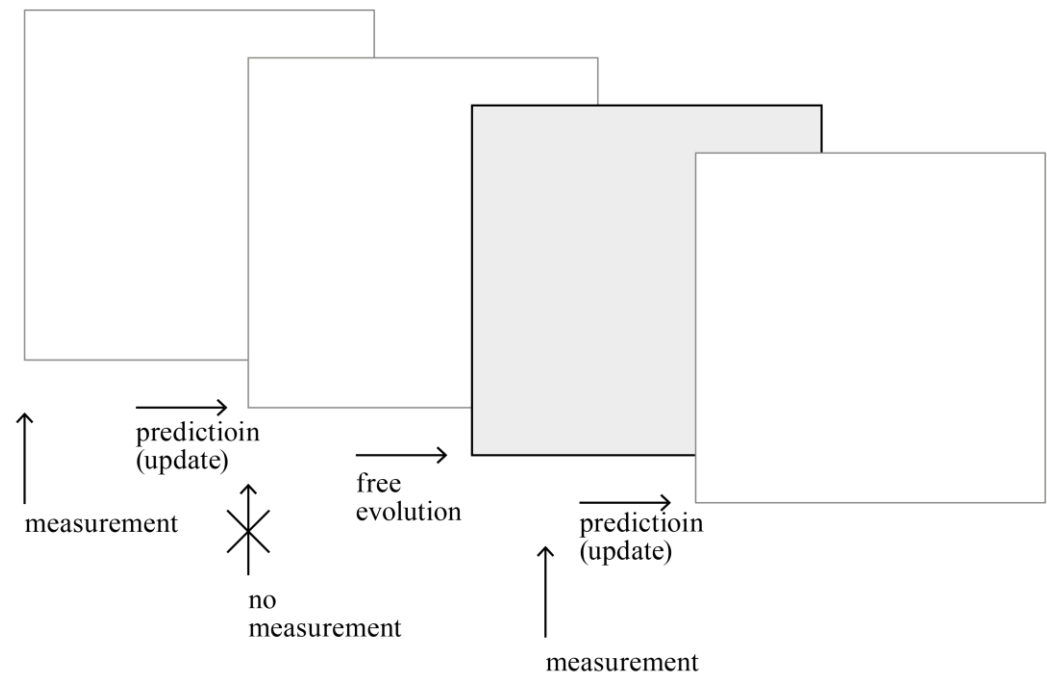 predictioin
(update)
measurement
free
evolution
no
measurement
predictioin
(update)
measurement